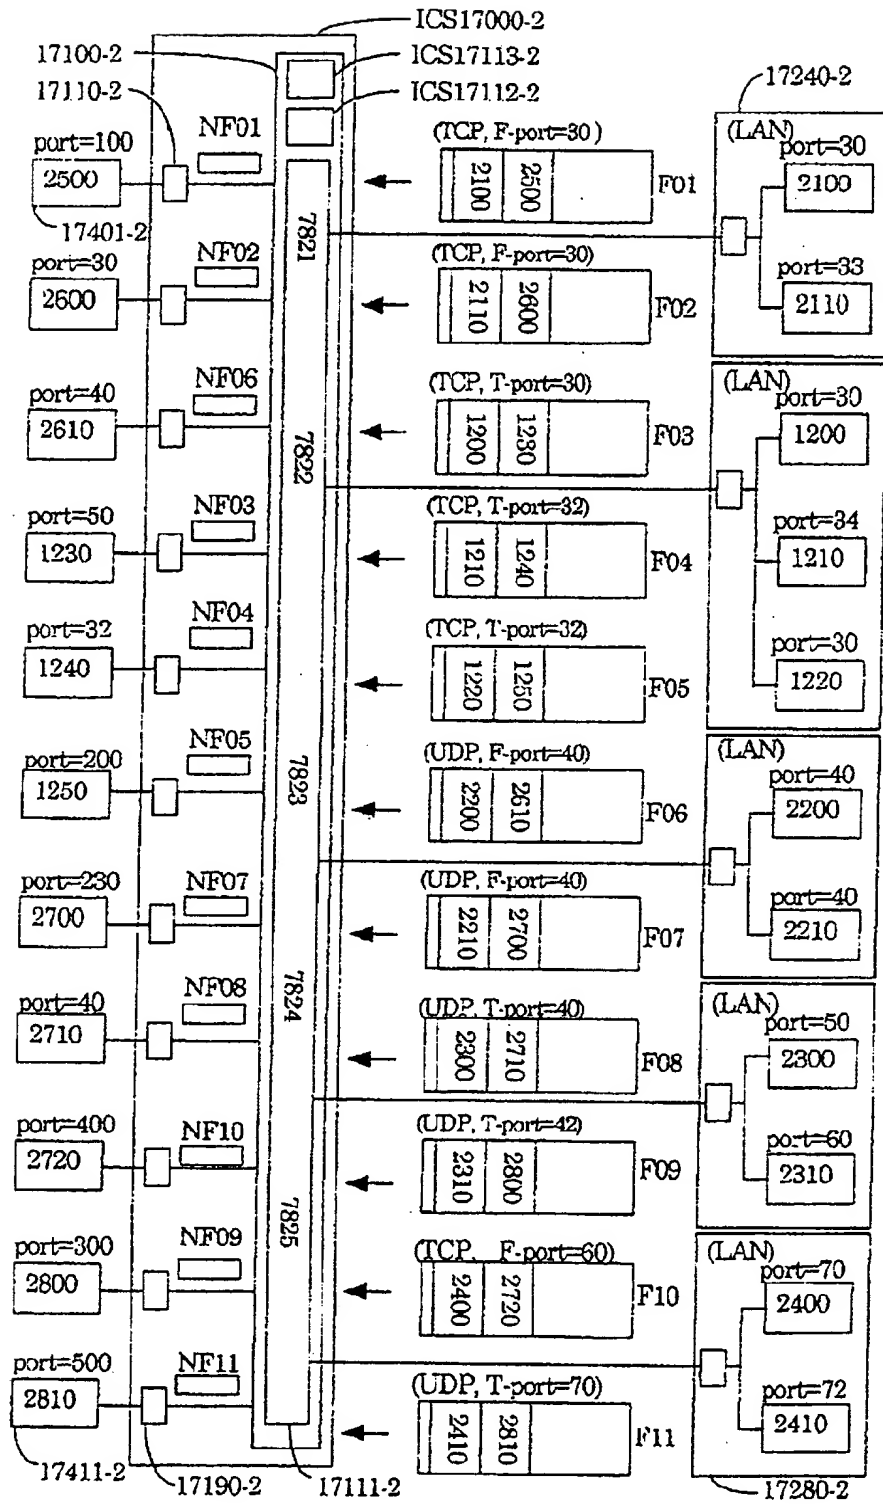 ICS17000-2
17100-2
ICS17113-2
17110-2
ICS17112-2
17240-2
port=100
2500
17401-2
NF01
(TCP, F-port=30)
2100
2500
F01
(LAN)
port=30
2100
port=33
2110
7821
port=30
2600
NF02
(TCP, F-port=30)
2110
2600
F02
port=40
2610
NF06
(TCP, T-port=30)
1200
1230
F03
(LAN)
port=30
1200
port=34
1210
port=30
1220
7822
port=50
1230
NF03
(TCP, T-port=32)
1210
1240
F04
port=32
1240
NF04
(TCP, T-port=32)
1220
1250
F05
port=200
1250
NF05
7823
(UDP, F-port=40)
2200
2610
F06
(LAN)
port=40
2200
port=40
2210
port=230
2700
NF07
(UDP, F-port=40)
2210
2700
F07
7824
port=40
2710
NF08
(UDP, T-port=40)
2300
2710
F08
(LAN)
port=50
2300
port=60
2310
port=400
2720
NF10
(UDP, T-port=42)
2310
2800
F09
7825
port=300
2800
NF09
(TCP, F-port=60)
2400
2720
F10
(LAN)
port=70
2400
port=72
2410
port=500
2810
NF11
(UDP, T-port=70)
2410
2810
F11
17411-2
17190-2
17111-2
17280-2